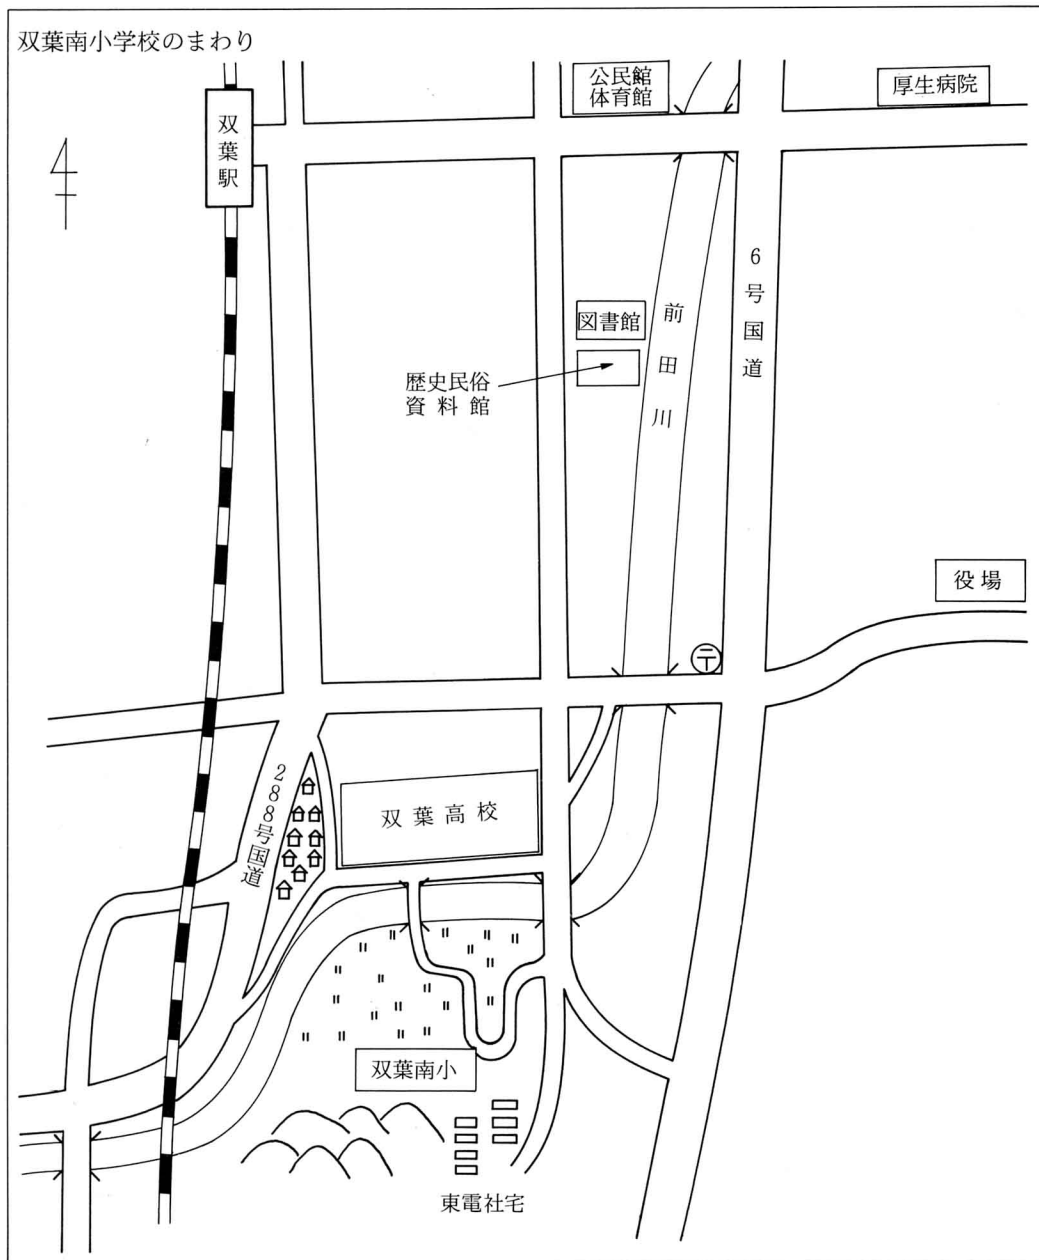 双葉南小学校のまわり
公民館
体育館
厚生病院
双葉駅
6号国道
図書館
前田川
歴史民俗
資料館
役場
288号国道
双葉高校
双葉南小
東電社宅